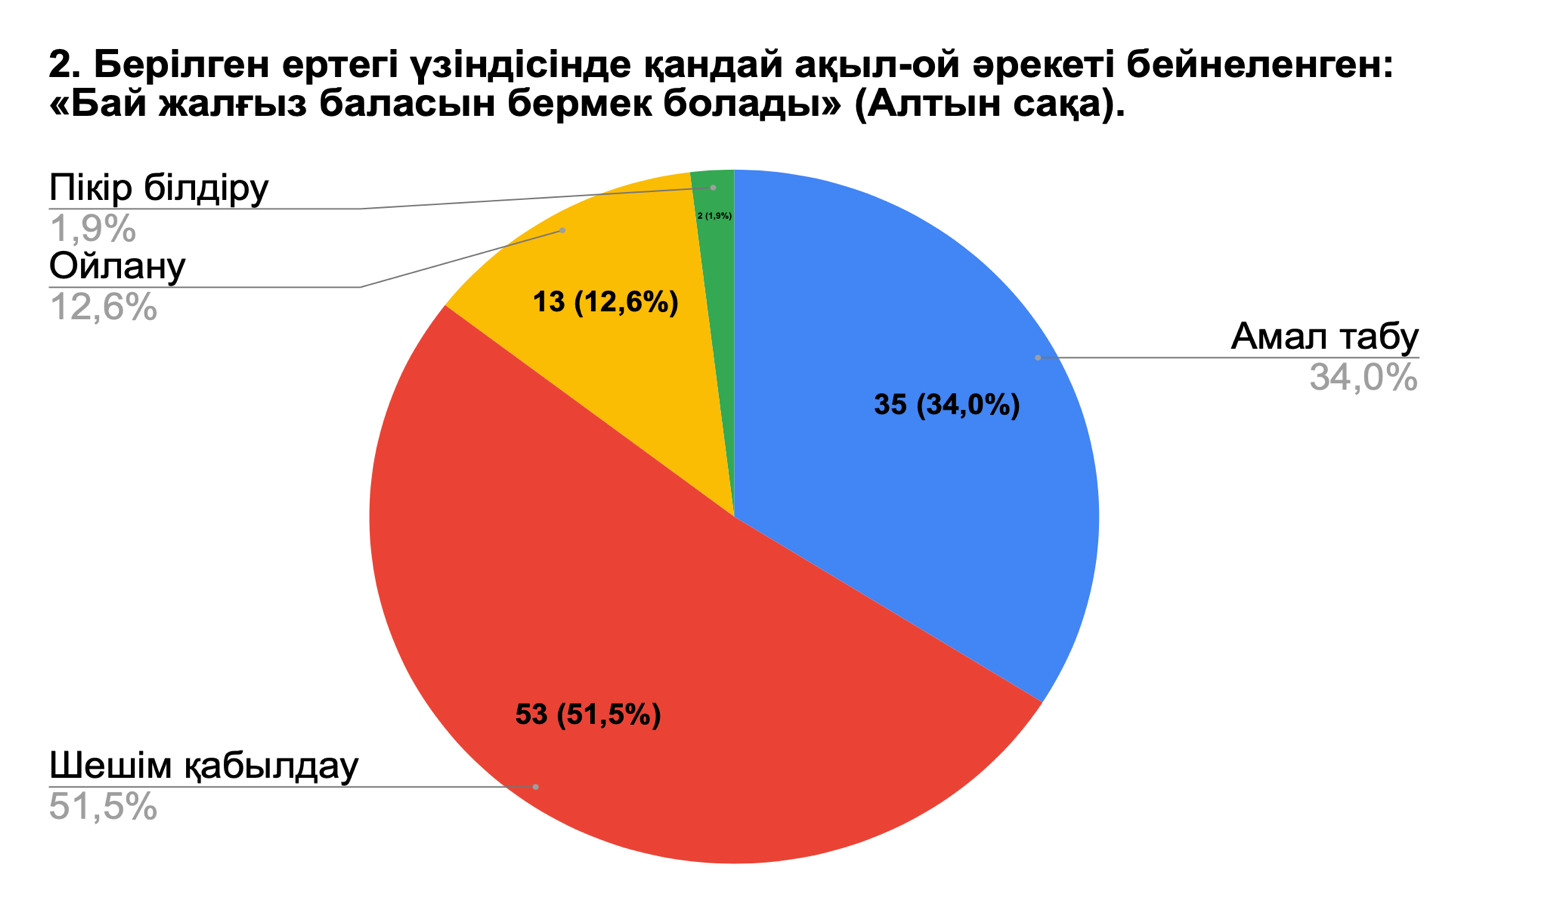 2. Берілген ертегі үзіндісінде қандай ақыл-ой әрекеті бейнеленген:
«Бай жалғыз баласын бермек болады» (Алтын сақа).
Пікір білдіру
1,9%
2 (1,9%)
Ойлану
12,6%
13 (12,6%)
Амал табу
34,0%
35 (34,0%)
53 (51,5%)
Шешім қабылдау
51,5%